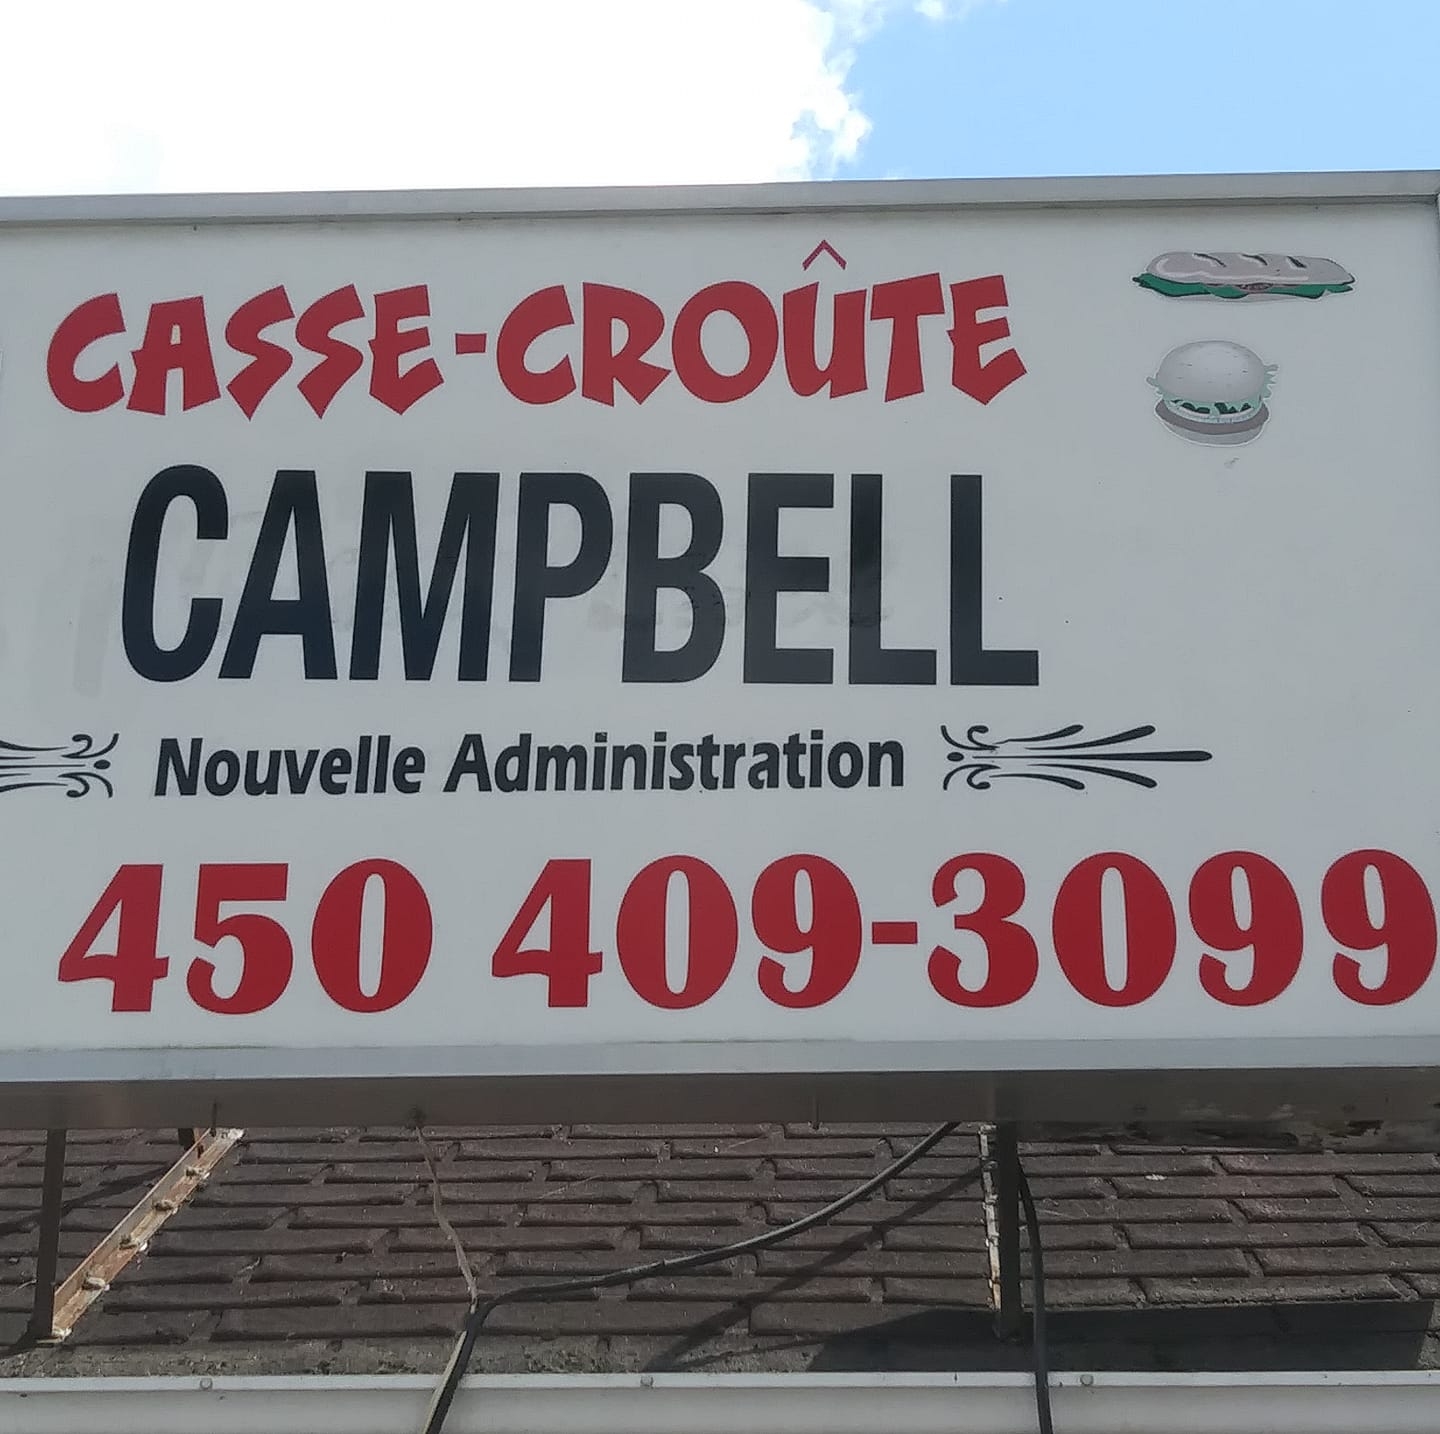 CASSE-CROÛTE
CAMPBELL
Nouvelle Administration
450 409-3099